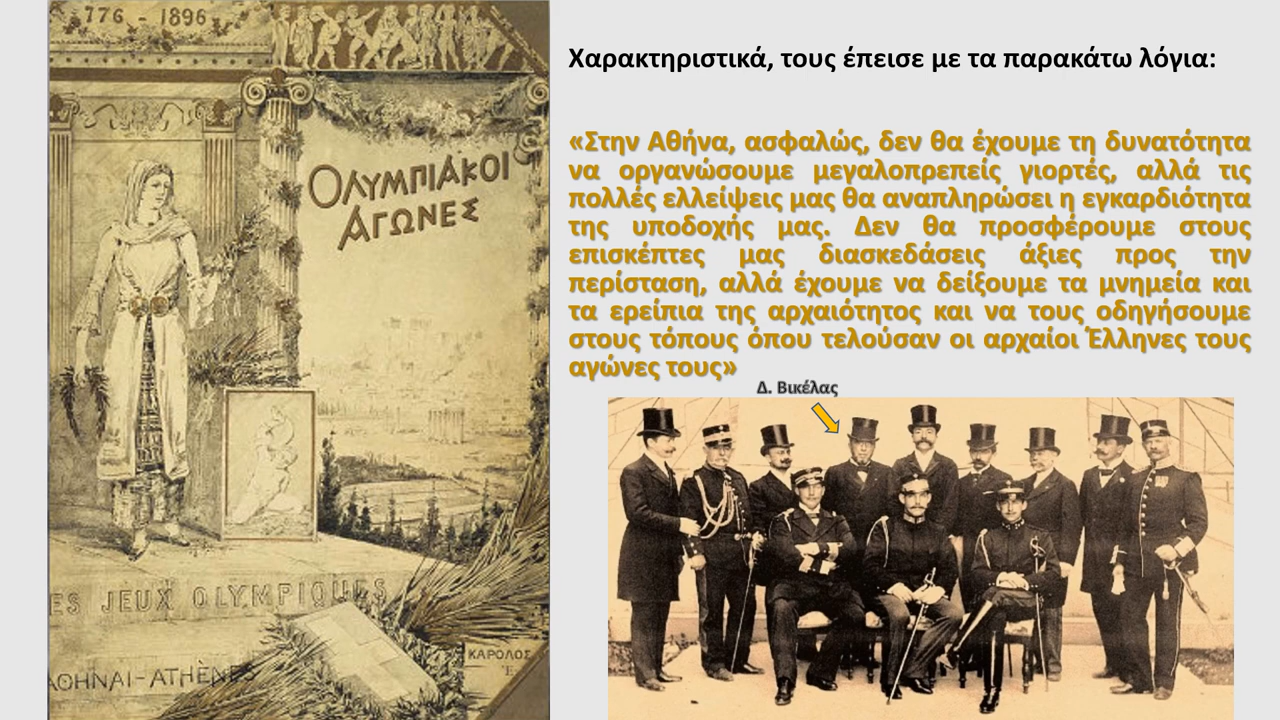 776 - 1896
ΟΛΥΜΠΙΑΚΟΙ
ΑΓΩΝΕΣ
ES JEUX OLYMPIQUES
ΑΘΗΝΑΙ-ATHÈNES
ΚΑΡΟΛΟΣ
Χαρακτηριστικά, τους έπεισε με τα παρακάτω λόγια:
«Στην Αθήνα, ασφαλώς, δεν θα έχουμε τη δυνατότητα
να οργανώσουμε μεγαλοπρεπείς γιορτές, αλλά τις
πολλές ελλείψεις μας θα αναπληρώσει η εγκαρδιότητα
της υποδοχής μας. Δεν θα προσφέρουμε στους
επισκέπτες μας διασκεδάσεις άξιες προς την
περίσταση, αλλά έχουμε να δείξουμε τα μνημεία και
τα ερείπια της αρχαιότητος και να τους οδηγήσουμε
στους τόπους όπου τελούσαν οι αρχαίοι Έλληνες τους
αγώνες τους»
Δ. Βικέλας